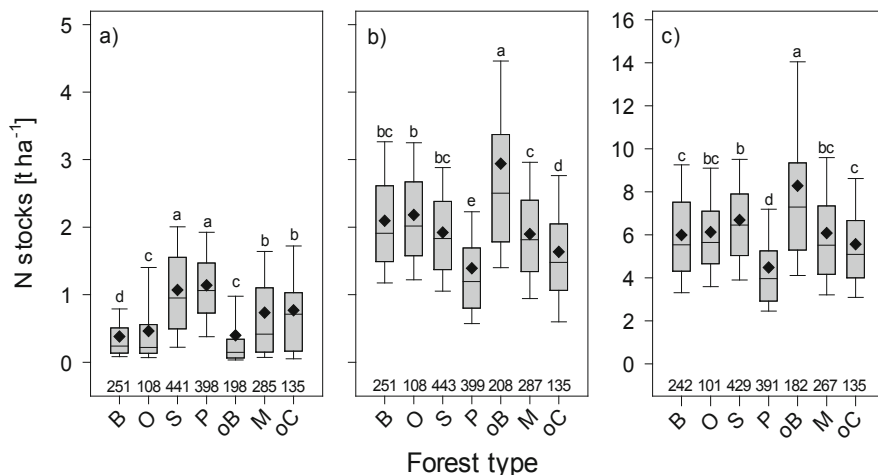 N stocks [t ha⁻¹]
a)
5
4
3
2
1
0
d c a a c b b
251 108 441 398 198 285 135
B O S P oB M oC
b)
bc b bc e a c d
251 108 443 399 208 287 135
B O S P oB M oC
c)
16
14
12
10
8
6
4
2
0
c bc b d a bc c
242 101 429 391 182 267 135
B O S P oB M oC
Forest type